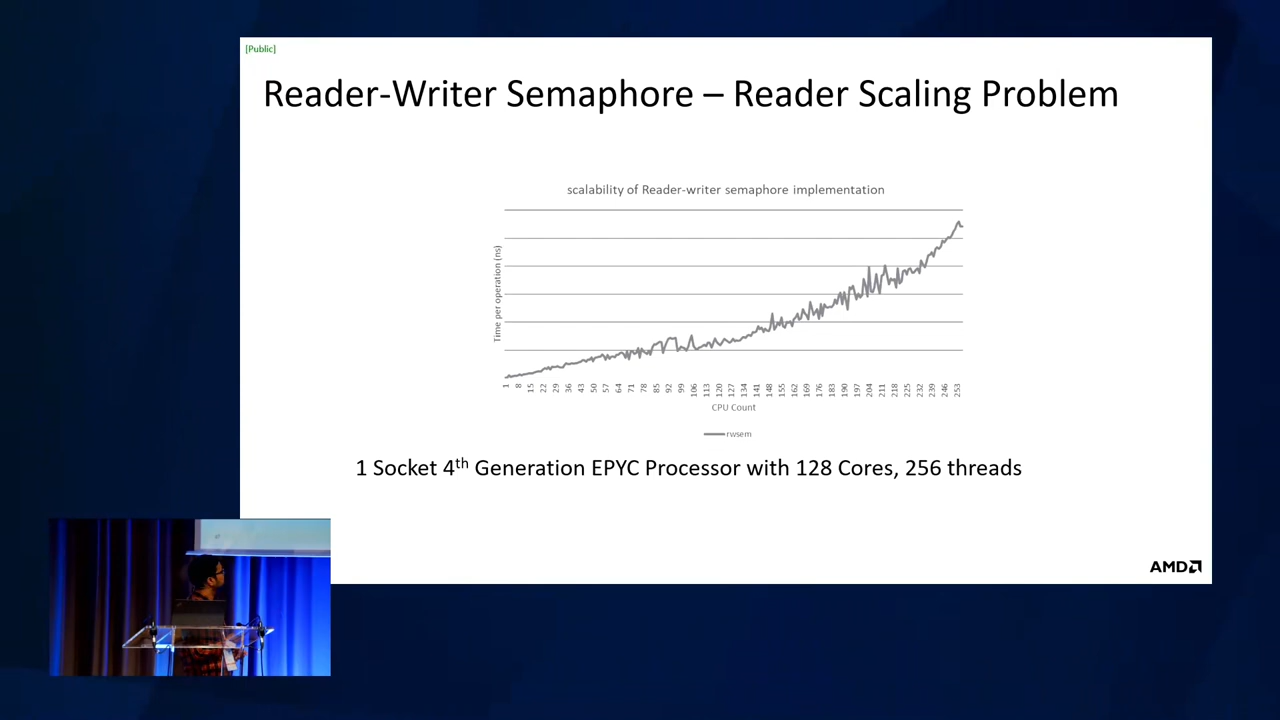 [Public]
Reader-Writer Semaphore – Reader Scaling Problem
scalability of Reader-writer semaphore implementation
Time per operation (ns)
1 8 15 22 29 36 43 50 57 64 71 78 85 92 99 106 113 120 127 134 141 148 155 162 169 176 183 190 197 204 211 218 225 232 239 246 253
CPU Count
rwsem
1 Socket 4th Generation EPYC Processor with 128 Cores, 256 threads
AMD